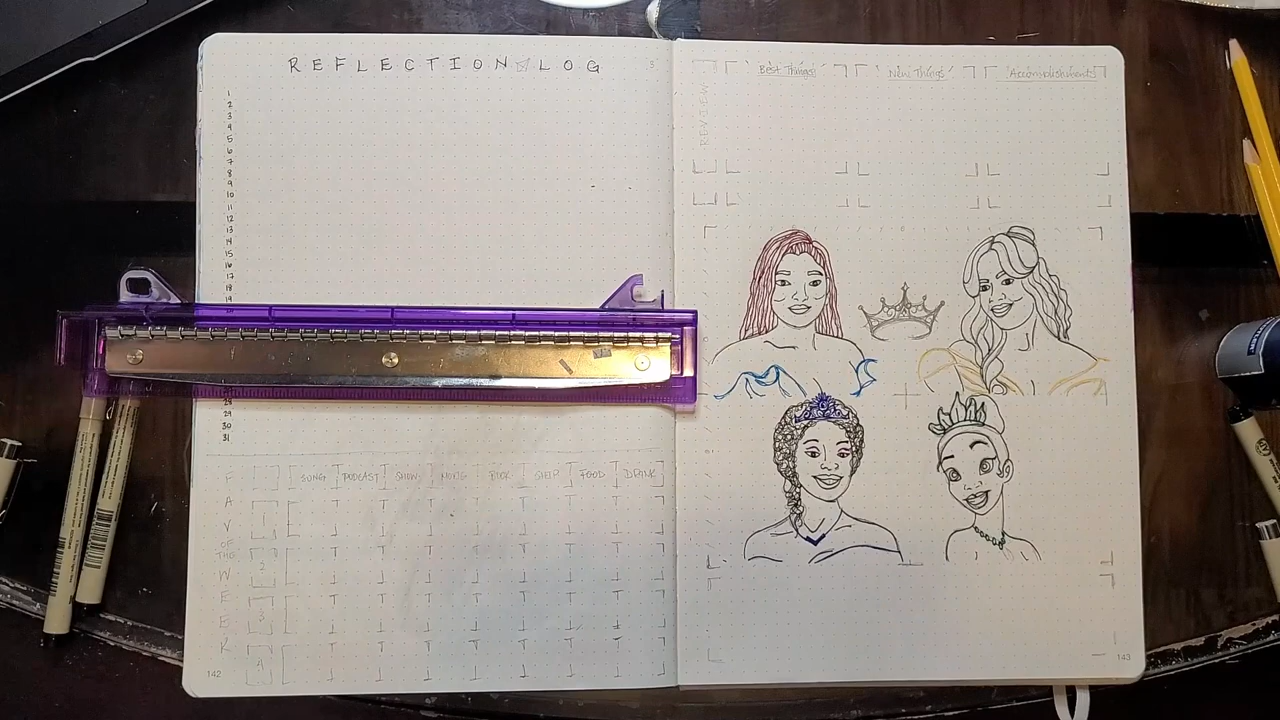 REFLECTION LOG
1
2
3
4
5
6
7
8
9
10
11
12
13
14
15
16
17
18
19
28
29
30
31
SONG PODCAST SHOW MOVIE BOOK SHOP FOOD DRINK
F
A
V
OF
THE
W
E
E
1
2
3
4
142
REVIEW
Best Things New Things Accomplishments
143